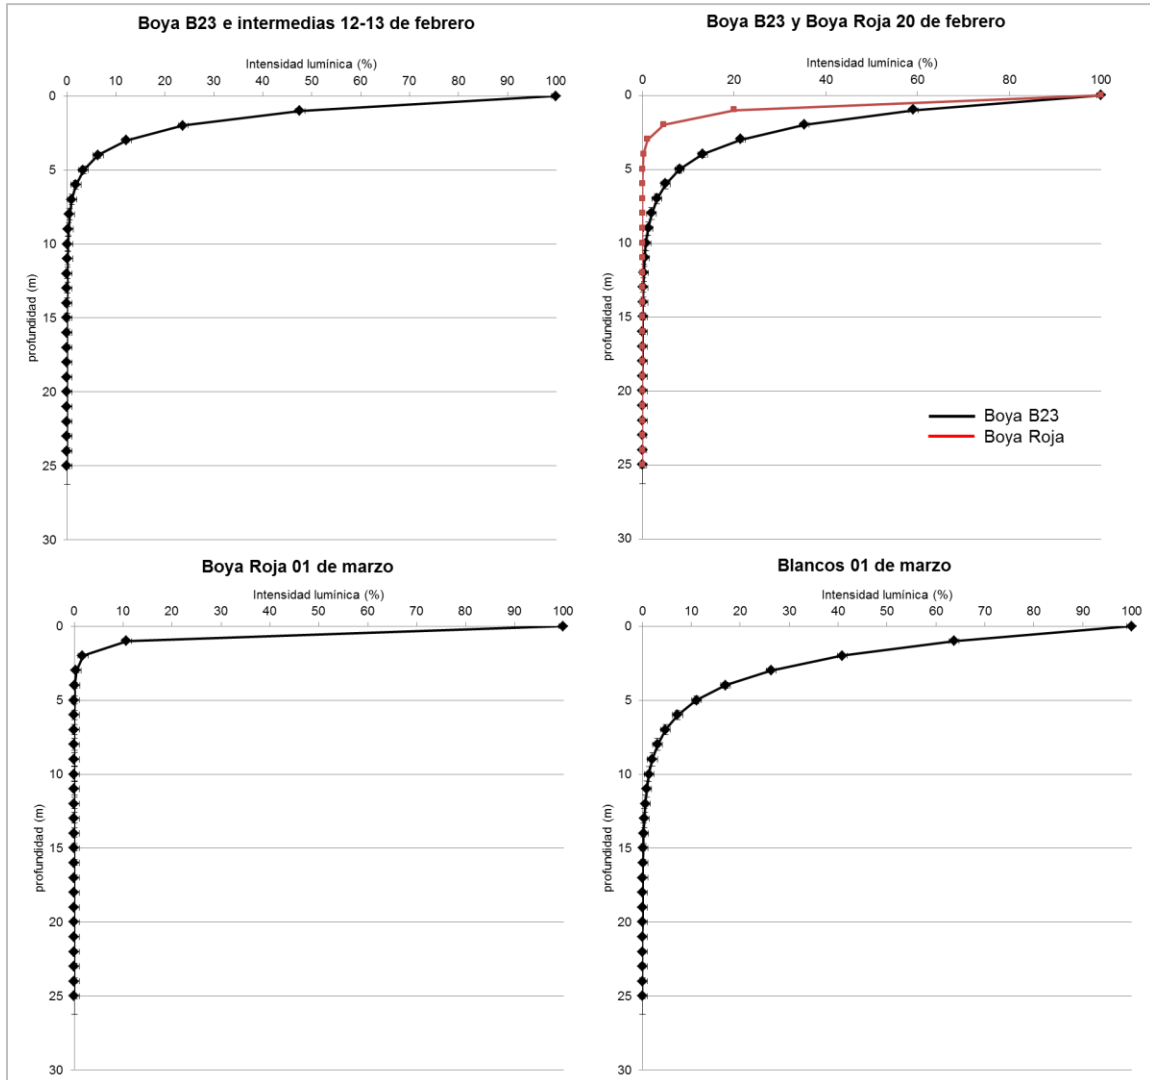 Boya B23 e intermedias 12-13 de febrero
Intensidad lumínica (%)
0 10 20 30 40 50 60 70 80 90 100
0
5
10
15
20
25
30
profundidad (m)
Boya B23 y Boya Roja 20 de febrero
Intensidad lumínica (%)
0 20 40 60 80 100
0
5
10
15
20
25
30
profundidad (m)
Boya B23
Boya Roja
Boya Roja 01 de marzo
Intensidad lumínica (%)
0 10 20 30 40 50 60 70 80 90 100
0
5
10
15
20
25
30
profundidad (m)
Blancos 01 de marzo
Intensidad lumínica (%)
0 10 20 30 40 50 60 70 80 90 100
0
5
10
15
20
25
30
profundidad (m)